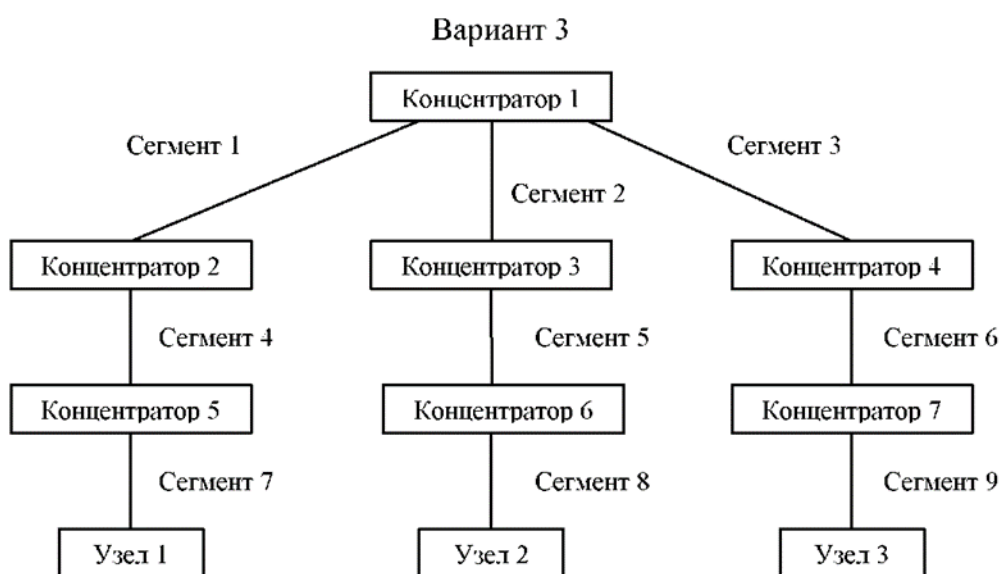 Вариант 3
Концентратор 1
Сегмент 1
Сегмент 3
Сегмент 2
Концентратор 2
Концентратор 3
Концентратор 4
Сегмент 4
Сегмент 5
Сегмент 6
Концентратор 5
Концентратор 6
Концентратор 7
Сегмент 7
Сегмент 8
Сегмент 9
Узел 1
Узел 2
Узел 3